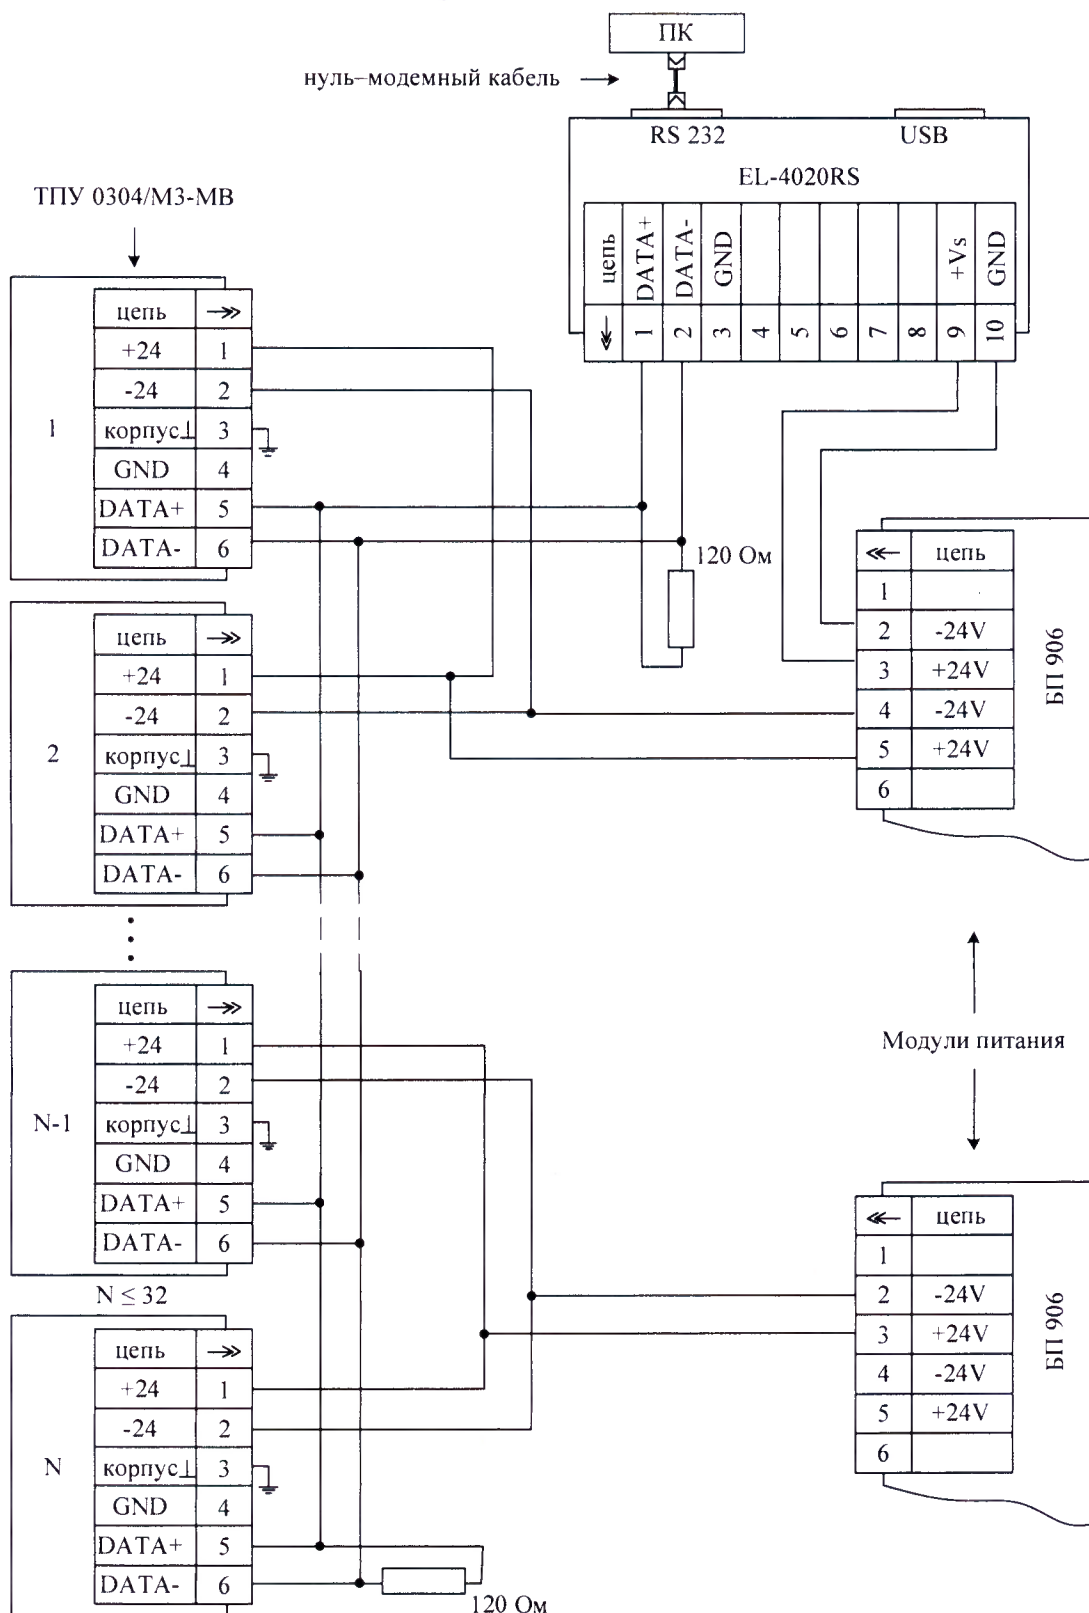 ПК
нуль–модемный кабель
RS 232
USB
EL-4020RS
цепь
DATA+
DATA-
GND
+Vs
GND
1
2
3
4
5
6
7
8
9
10
ТПУ 0304/М3-МВ
1
цепь
+24 1
-24 2
корпус⊥ 3
GND 4
DATA+ 5
DATA- 6
120 Ом
БП 906
цепь
1
2 -24V
3 +24V
4 -24V
5 +24V
6
2
цепь
+24 1
-24 2
корпус⊥ 3
GND 4
DATA+ 5
DATA- 6
Модули питания
N-1
цепь
+24 1
-24 2
корпус⊥ 3
GND 4
DATA+ 5
DATA- 6
N ≤ 32
БП 906
цепь
1
2 -24V
3 +24V
4 -24V
5 +24V
6
N
цепь
+24 1
-24 2
корпус⊥ 3
GND 4
DATA+ 5
DATA- 6
120 Ом